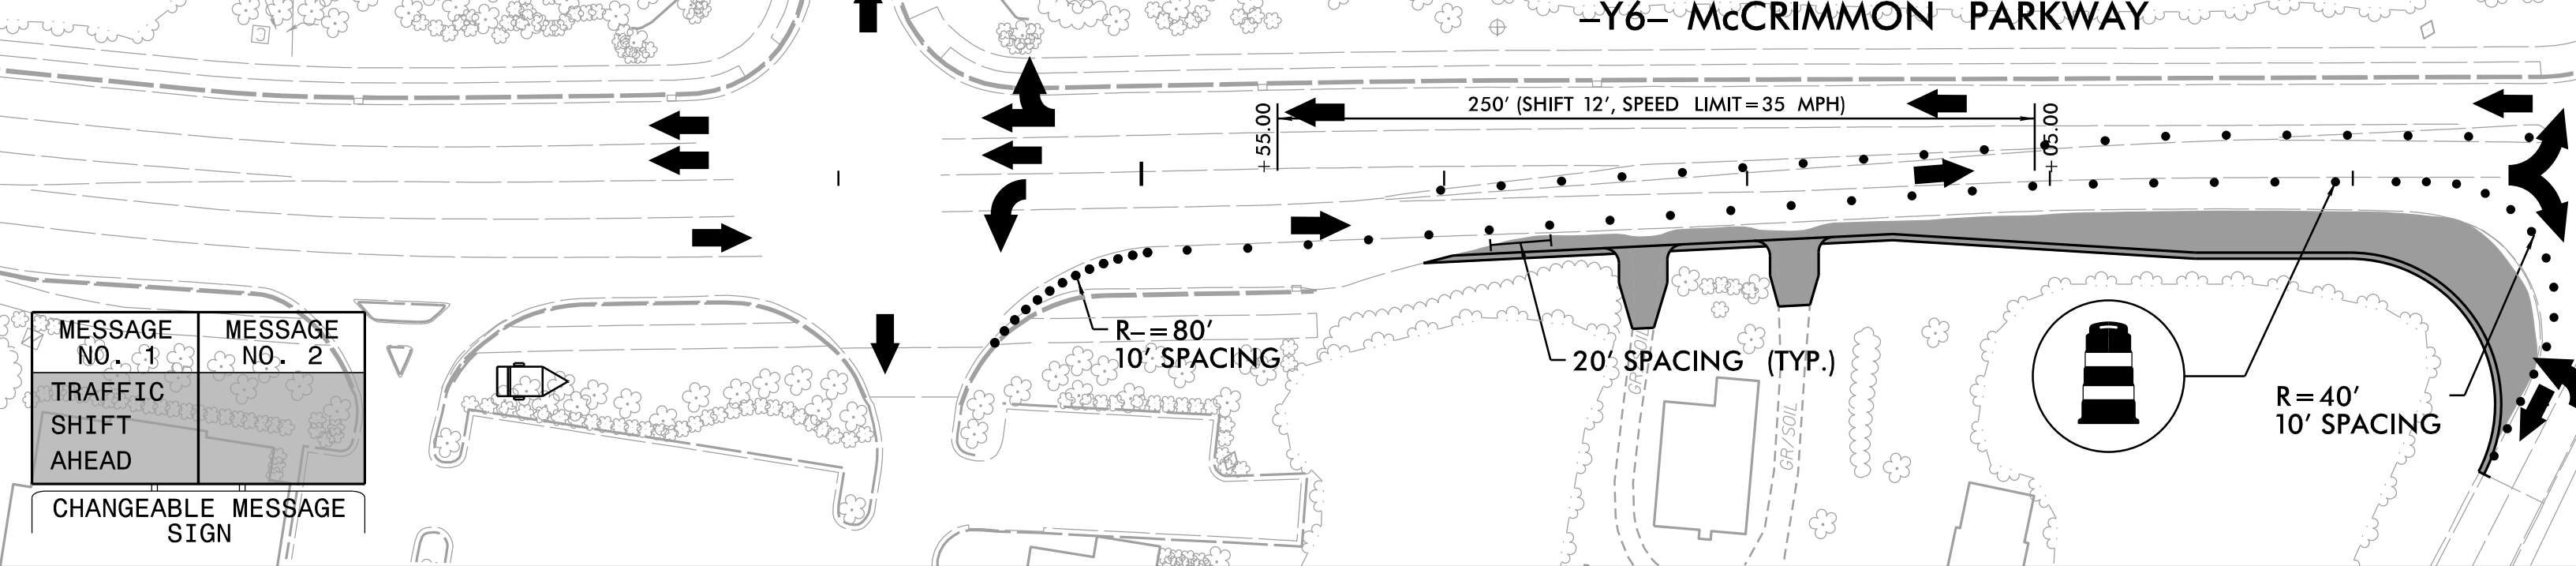 –Y6– McCRIMMON PARKWAY
C
+55.00
250' (SHIFT 12', SPEED LIMIT=35 MPH)
+05.00
R–=80'
10' SPACING
20' SPACING (TYP.)
GR/SOIL
GR/SOIL
R=40'
10' SPACING
MESSAGE NO. 1
MESSAGE NO. 2
TRAFFIC
SHIFT
AHEAD
CHANGEABLE MESSAGE
SIGN